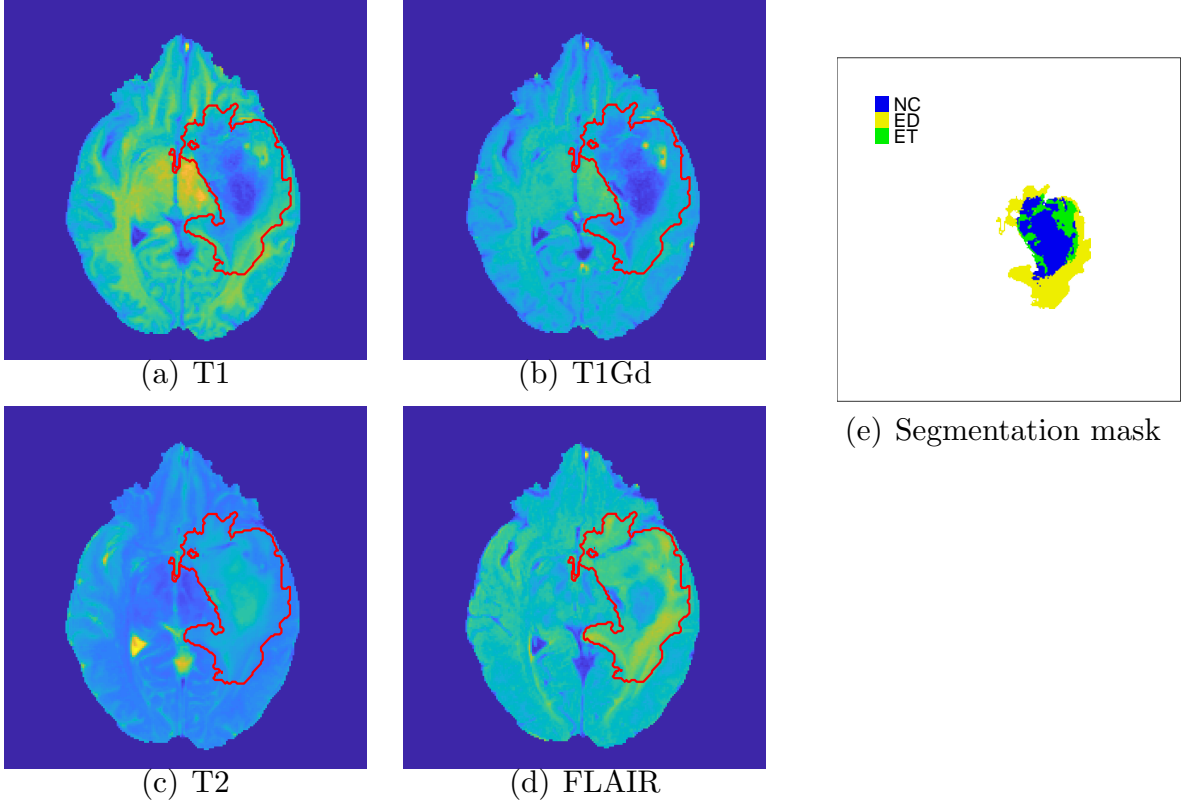 (a) T1
(b) T1Gd
NC
ED
ET
(e) Segmentation mask
(c) T2
(d) FLAIR